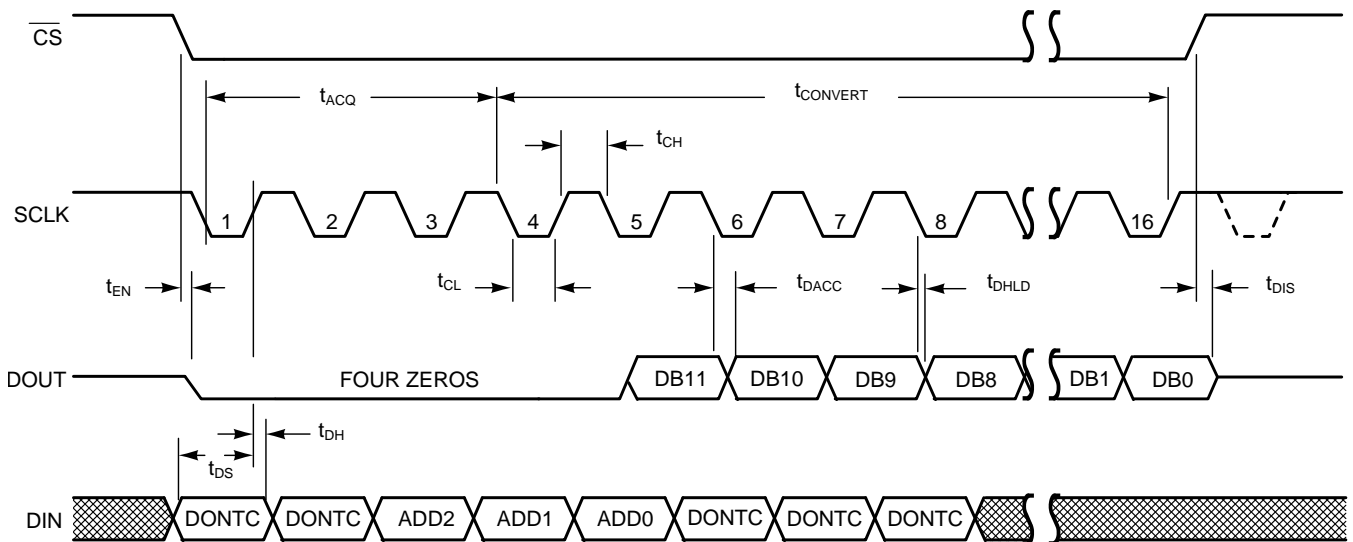 CS
tACQ
tCONVERT
tCH
SCLK
1 2 3 4 5 6 7 8 16
tEN
tCL
tDACC
tDHLD
tDIS
DOUT
FOUR ZEROS
DB11 DB10 DB9 DB8 DB1 DB0
tDH
tDS
DIN
DONTC DONTC ADD2 ADD1 ADD0 DONTC DONTC DONTC